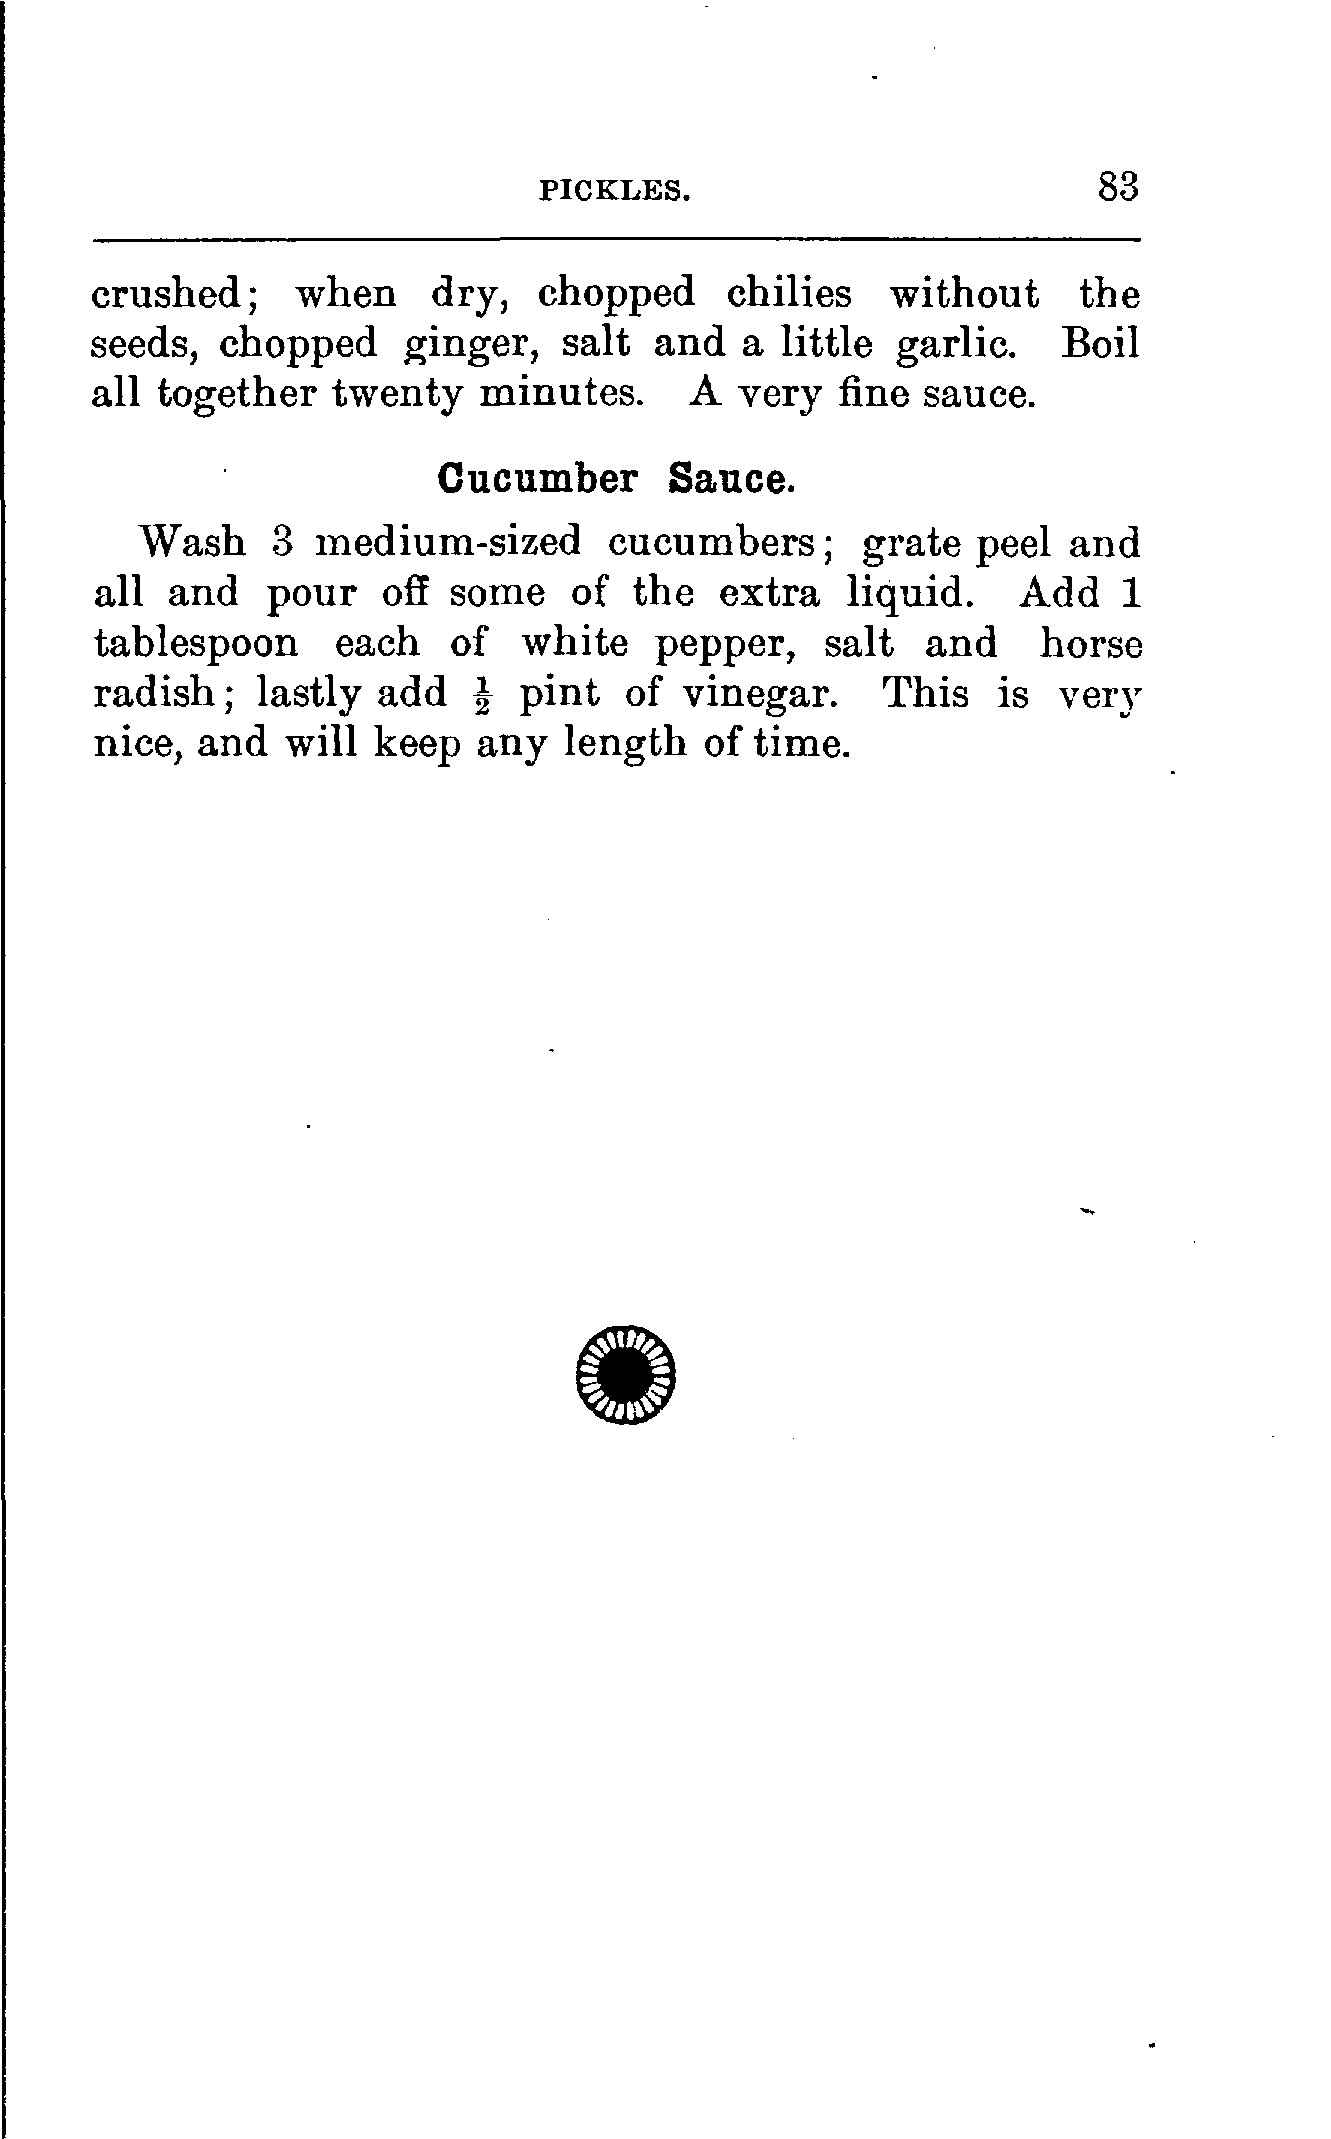 PICKLES. 83
crushed; when dry, chopped chilies without the
seeds, chopped ginger, salt and a little garlic. Boil
all together twenty minutes. A very fine sauce.
Cucumber Sauce.
Wash 3 medium-sized cucumbers; grate peel and
all and pour off some of the extra liquid. Add 1
tablespoon each of white pepper, salt and horse
radish; lastly add ½ pint of vinegar. This is very
nice, and will keep any length of time.